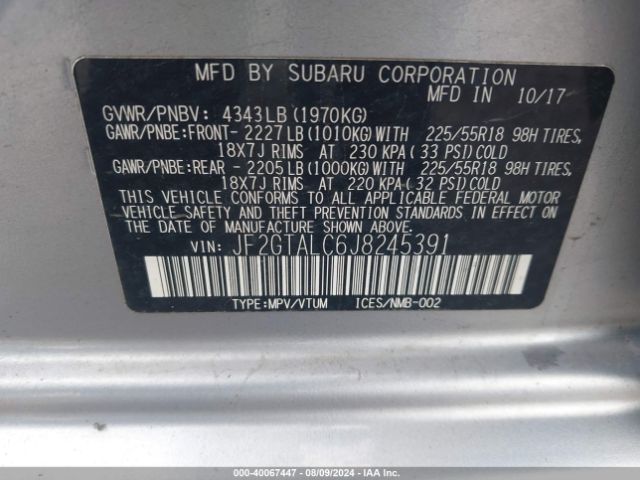 MFD BY SUBARU CORPORATION
MFD IN 10/17
GVWR/PNBV: 4343LB (1970KG)
GAWR/PNBE:FRONT- 2227LB (1010KG) WITH 225/55R18 98H TIRES,
18X7J RIMS AT 230 KPA (33 PSI) COLD
GAWR/PNBE:REAR - 2205LB (1000KG) WITH 225/55R18 98H TIRES,
18X7J RIMS AT 220 KPA (32 PSI) COLD
THIS VEHICLE CONFORMS TO ALL APPLICABLE FEDERAL MOTOR
VEHICLE SAFETY AND THEFT PREVENTION STANDARDS IN EFFECT ON
THE DATE OF MANUFACTURE SHOWN ABOVE.
VIN: JF2GTALC6J8245391
TYPE:MPV/VTUM ICES/NMB-002
000-40067447 - 08/09/2024 - IAA Inc.